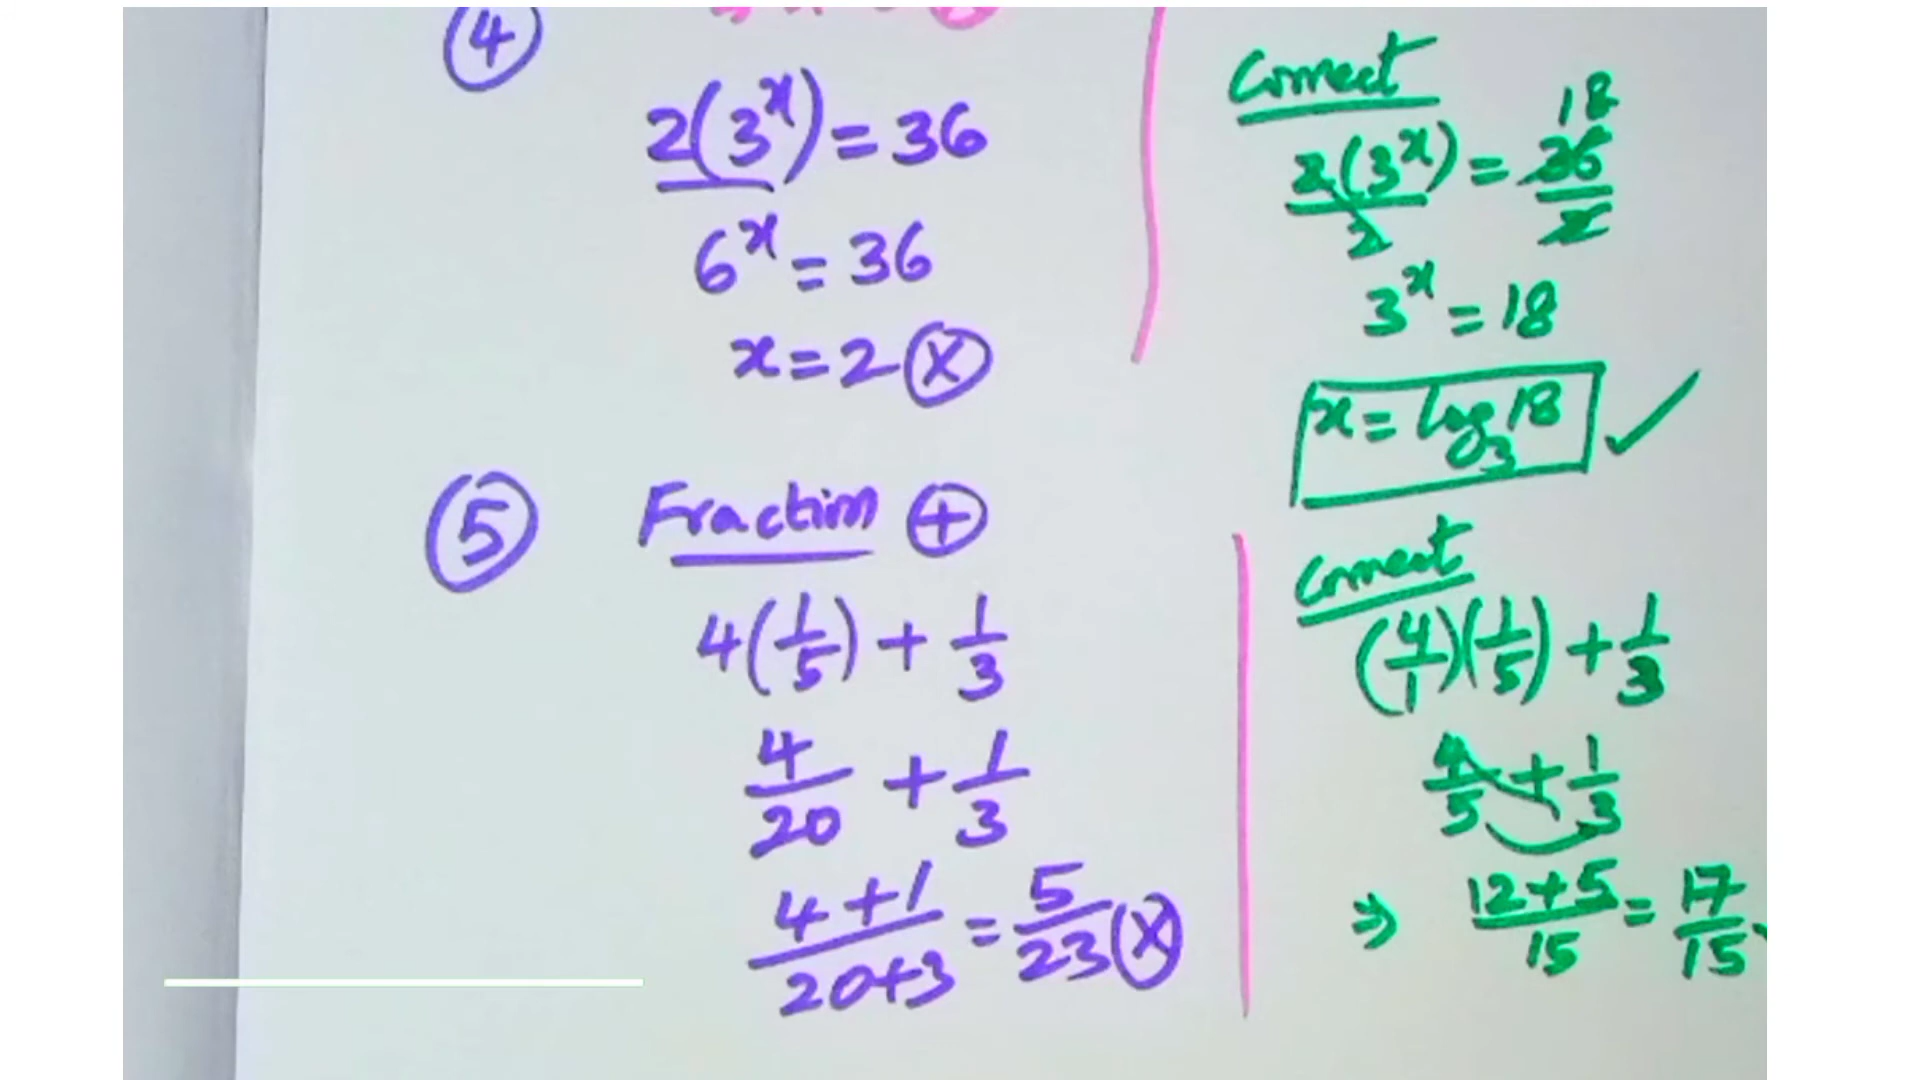 ④
2(3^x) = 36
6^x = 36
x = 2 ⓧ
Correct
2(3^x)/2 = 36/2 18
3^x = 18
x = log₃18 ✓
⑤ Fraction ⊕
4(1/5) + 1/3
4/20 + 1/3
(4+1)/(20+3) = 5/23 ⓧ
Correct
(4/1)(1/5) + 1/3
4/5 + 1/3
⇒ (12+5)/15 = 17/15